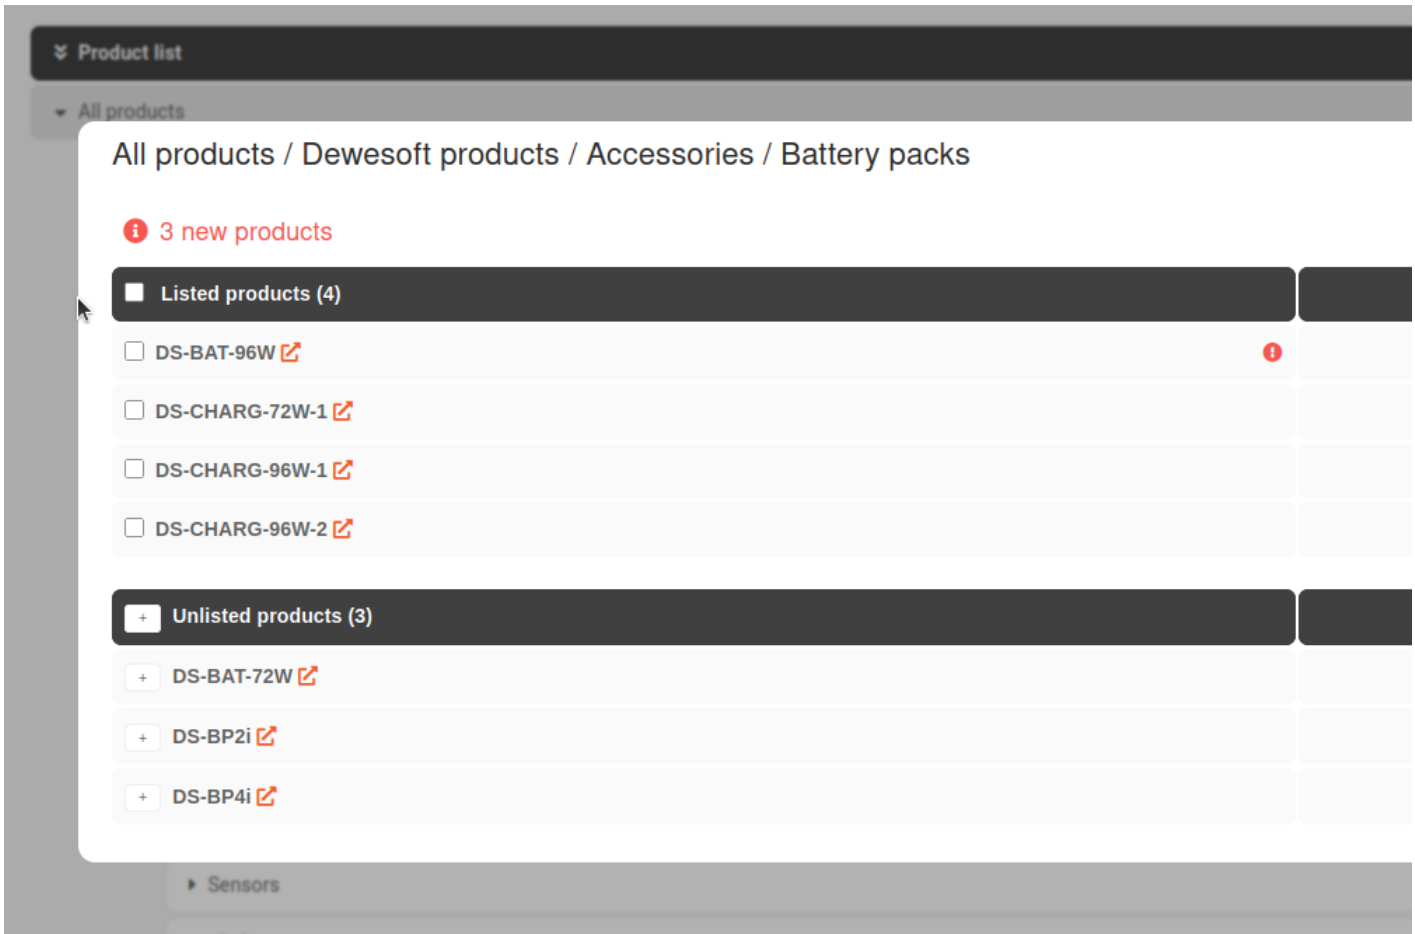 Product list
All products
All products / Dewesoft products / Accessories / Battery packs
3 new products
Listed products (4)
DS-BAT-96W
DS-CHARG-72W-1
DS-CHARG-96W-1
DS-CHARG-96W-2
+ Unlisted products (3)
+ DS-BAT-72W
+ DS-BP2i
+ DS-BP4i
Sensors